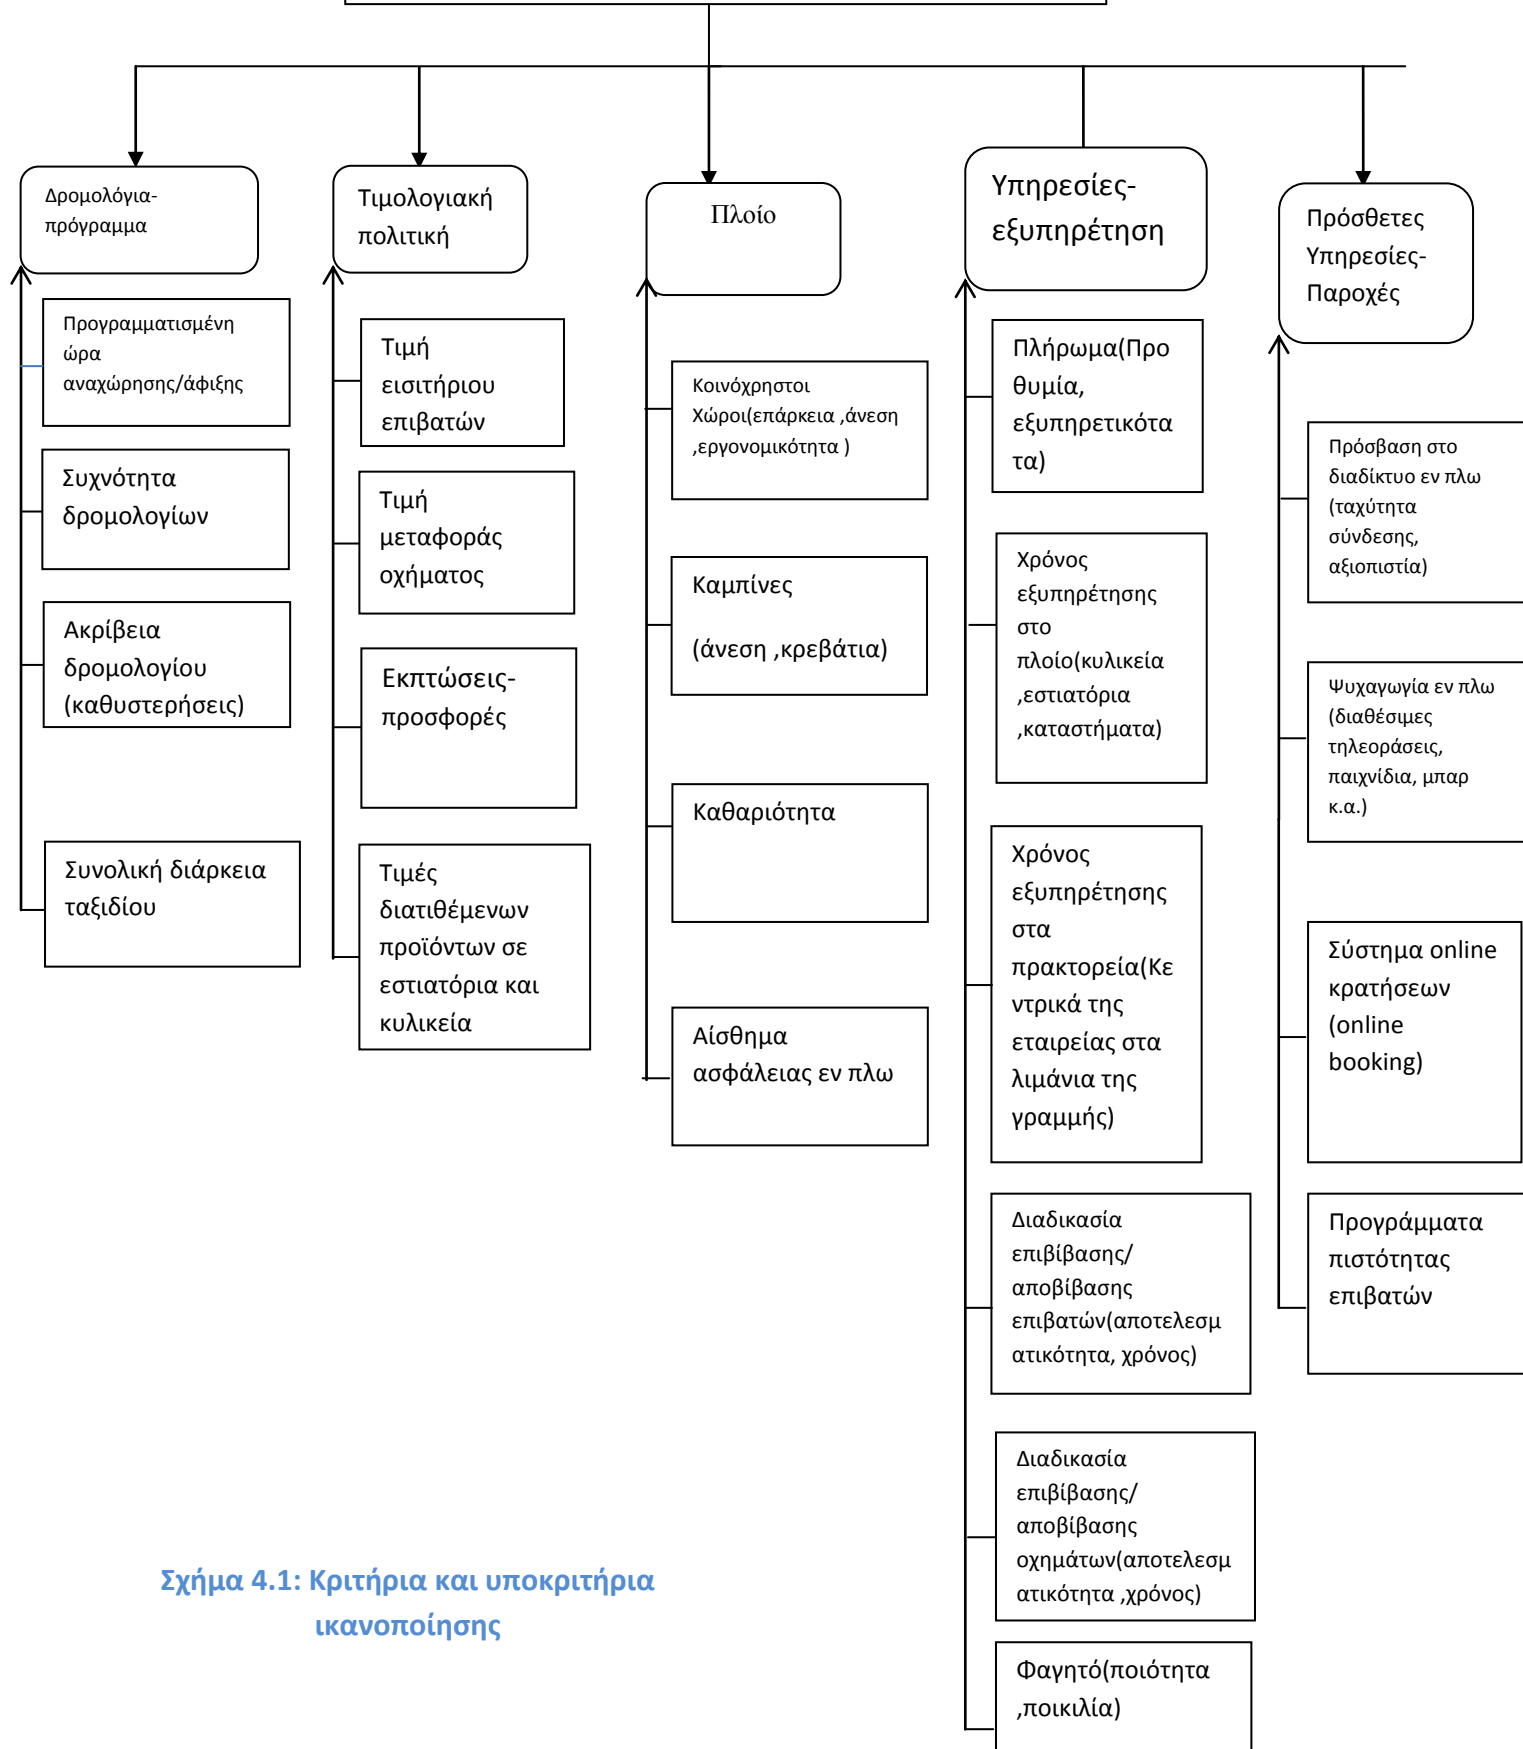 Δρομολόγια-
πρόγραμμα
Προγραμματισμένη
ώρα
αναχώρησης/άφιξης
Συχνότητα
δρομολογίων
Ακρίβεια
δρομολογίου
(καθυστερήσεις)
Συνολική διάρκεια
ταξιδίου
Τιμολογιακή
πολιτική
Τιμή
εισιτήριου
επιβατών
Τιμή
μεταφοράς
οχήματος
Εκπτώσεις-
προσφορές
Τιμές
διατιθέμενων
προϊόντων σε
εστιατόρια και
κυλικεία
Πλοίο
Κοινόχρηστοι
Χώροι(επάρκεια ,άνεση
,εργονομικότητα )
Καμπίνες
(άνεση ,κρεβάτια)
Καθαριότητα
Αίσθημα
ασφάλειας εν πλω
Υπηρεσίες-
εξυπηρέτηση
Πλήρωμα(Προ
θυμία,
εξυπηρετικότα
τα)
Χρόνος
εξυπηρέτησης
στο
πλοίο(κυλικεία
,εστιατόρια
,καταστήματα)
Χρόνος
εξυπηρέτησης
στα
πρακτορεία(Κε
ντρικά της
εταιρείας στα
λιμάνια της
γραμμής)
Διαδικασία
επιβίβασης/
αποβίβασης
επιβατών(αποτελεσμ
ατικότητα, χρόνος)
Διαδικασία
επιβίβασης/
αποβίβασης
οχημάτων(αποτελεσμ
ατικότητα ,χρόνος)
Φαγητό(ποιότητα
,ποικιλία)
Πρόσθετες
Υπηρεσίες-
Παροχές
Πρόσβαση στο
διαδίκτυο εν πλω
(ταχύτητα
σύνδεσης,
αξιοπιστία)
Ψυχαγωγία εν πλω
(διαθέσιμες
τηλεοράσεις,
παιχνίδια, μπαρ
κ.α.)
Σύστημα online
κρατήσεων
(online
booking)
Προγράμματα
πιστότητας
επιβατών
Σχήμα 4.1: Κριτήρια και υποκριτήρια
ικανοποίησης